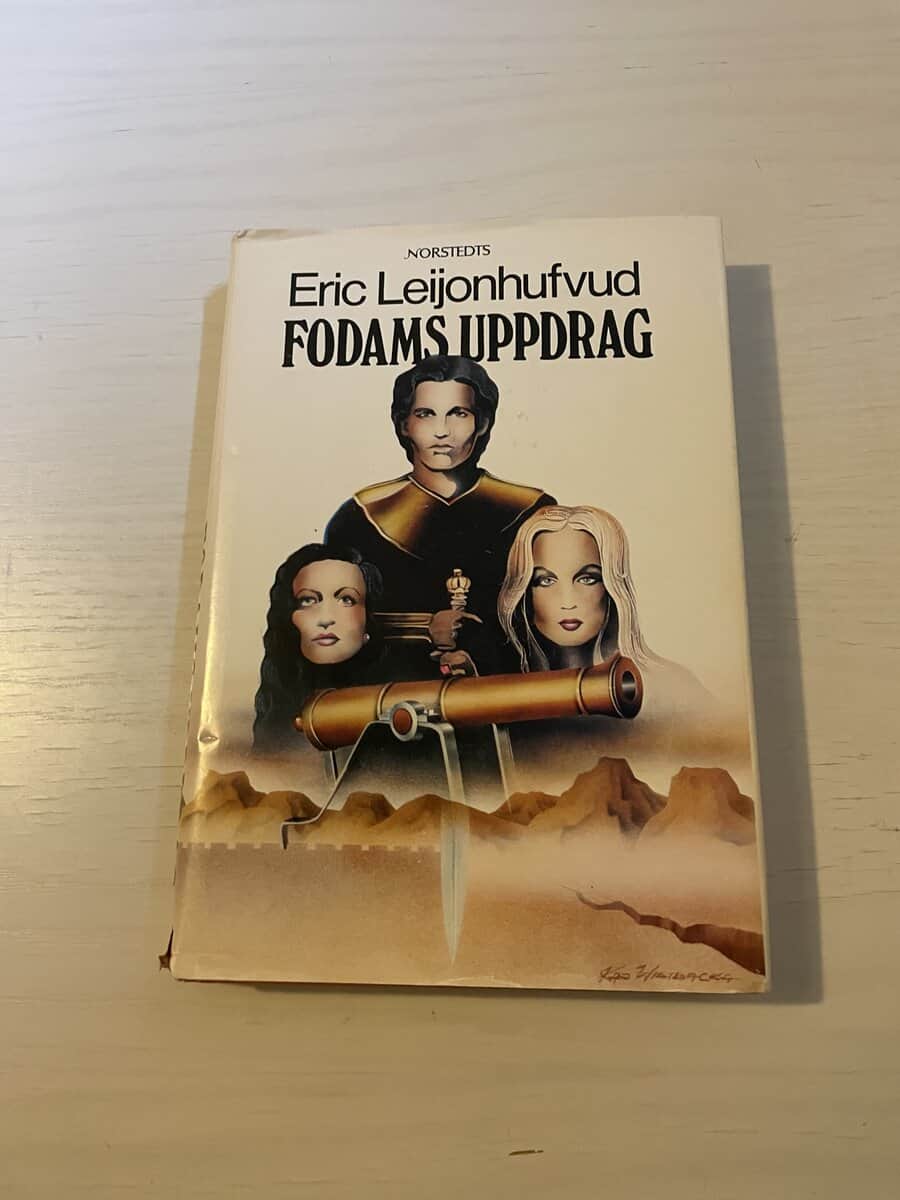 NORSTEDTS
Eric Leijonhufvud
FODAMS UPPDRAG